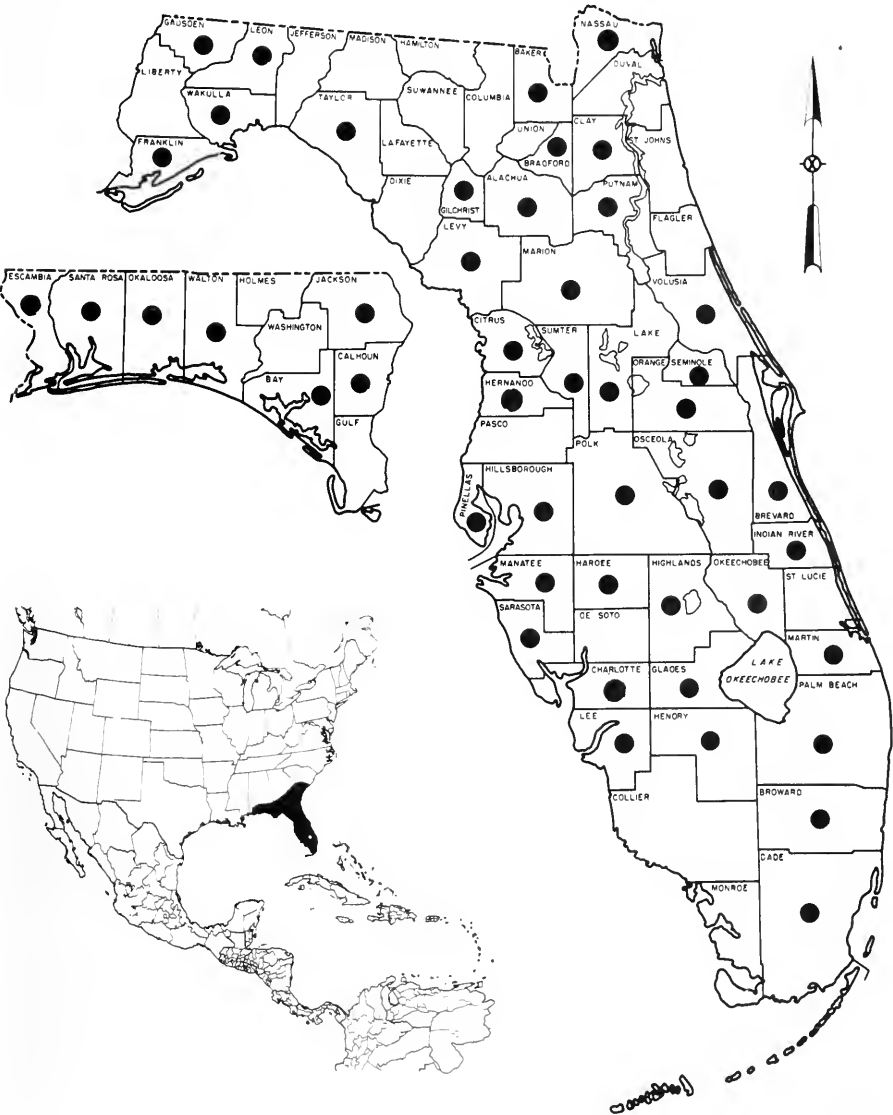 GADSDEN
LEON
JEFFERSON
MADISON
HAMILTON
NASSAU
BAKER
DUVAL
LIBERTY
WAKULLA
TAYLOR
SUWANNEE
COLUMBIA
FRANKLIN
LAFAYETTE
UNION
CLAY
ST JOHNS
BRADFORD
DIXIE
GILCHRIST
ALACHUA
PUTNAM
FLAGLER
LEVY
MARION
VOLUSIA
ESCAMBIA
SANTA ROSA
OKALOOSA
WALTON
HOLMES
JACKSON
WASHINGTON
CALHOUN
BAY
GULF
CITRUS
SUMTER
LAKE
ORANGE
SEMINOLE
HERNANDO
PASCO
POLK
OSCEOLA
HILLSBOROUGH
PINELLAS
BREVARD
INDIAN RIVER
MANATEE
HARDEE
HIGHLANDS
OKEECHOBEE
ST LUCIE
SARASOTA
DE SOTO
MARTIN
CHARLOTTE
GLADES
LAKE
OKEECHOBEE
PALM BEACH
LEE
HENDRY
COLLIER
BROWARD
DADE
MONROE